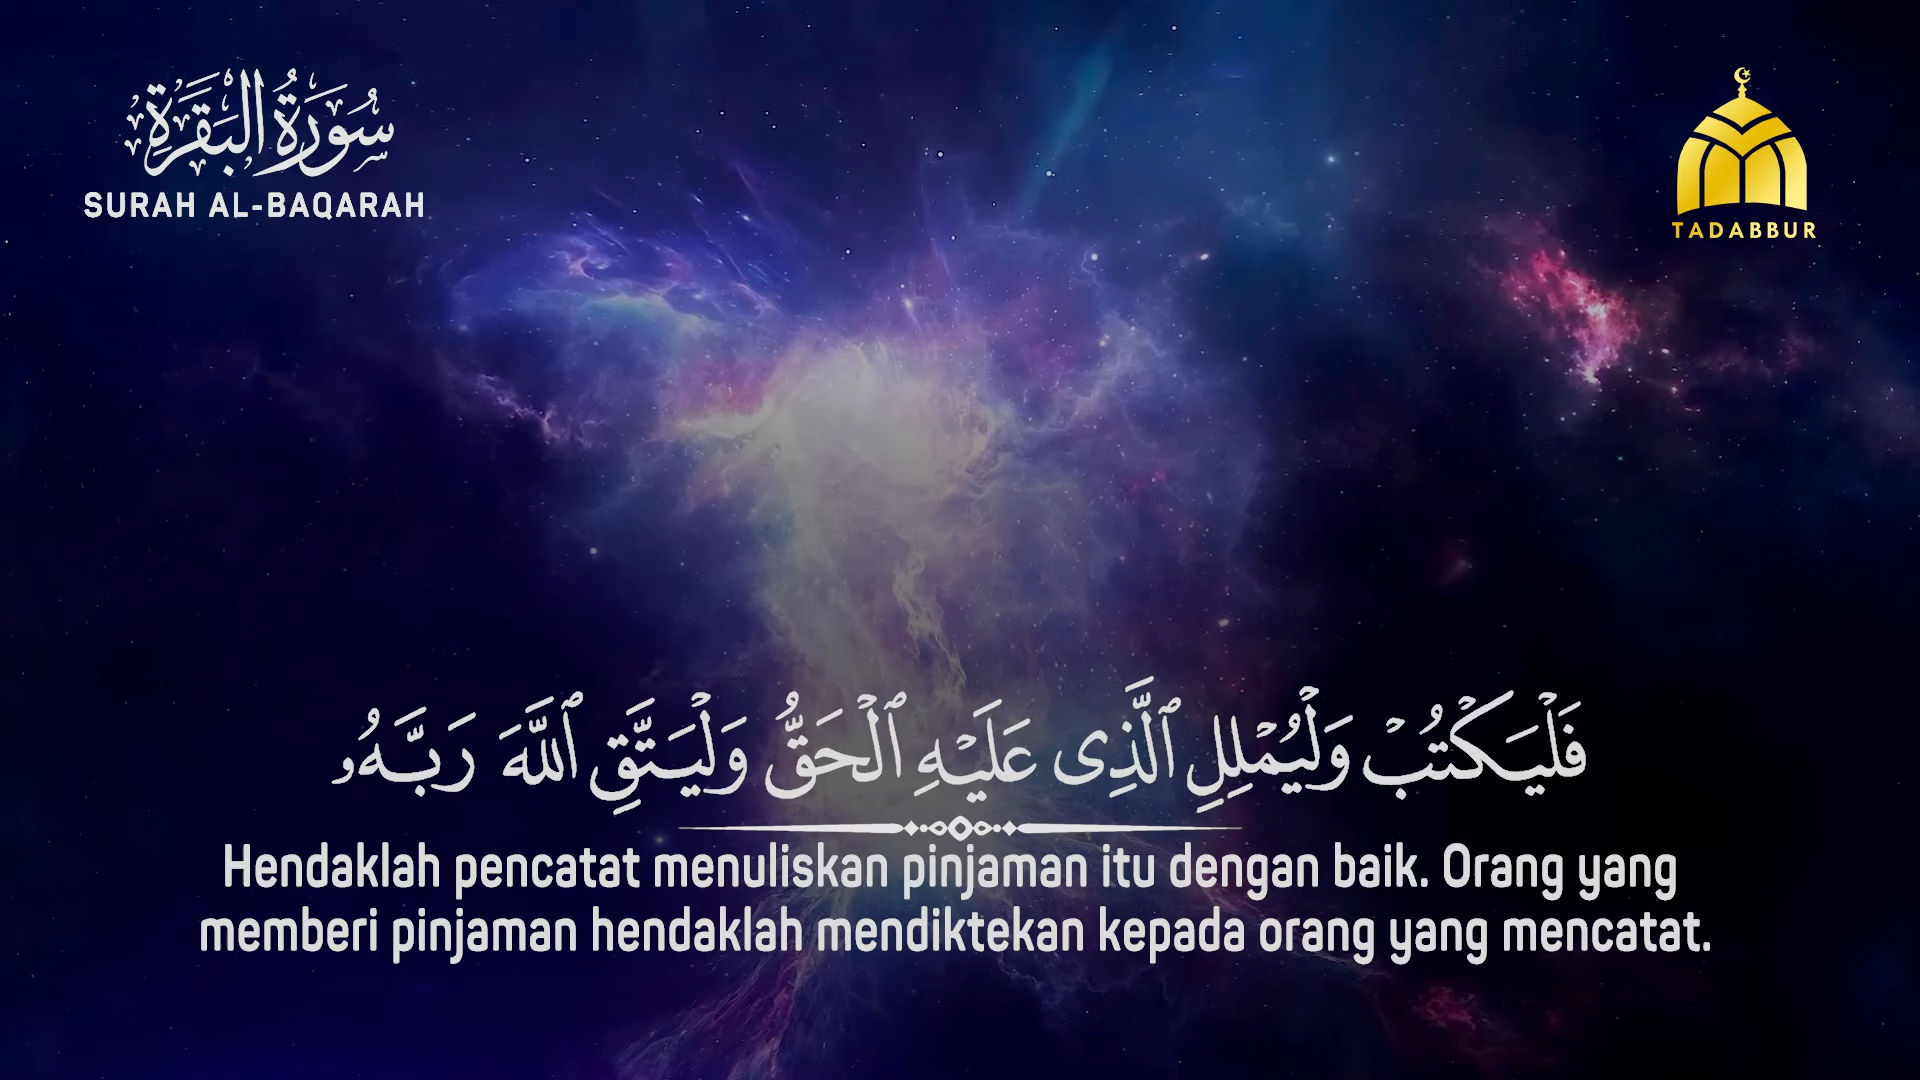 سُورَةُ الْبَقَرَةِ
SURAH AL-BAQARAH
TADABBUR
فَلْيَكْتُبْ وَلْيُمْلِلِ ٱلَّذِى عَلَيْهِ ٱلْحَقُّ وَلْيَتَّقِ ٱللَّهَ رَبَّهُۥ
Hendaklah pencatat menuliskan pinjaman itu dengan baik. Orang yang
memberi pinjaman hendaklah mendiktekan kepada orang yang mencatat.